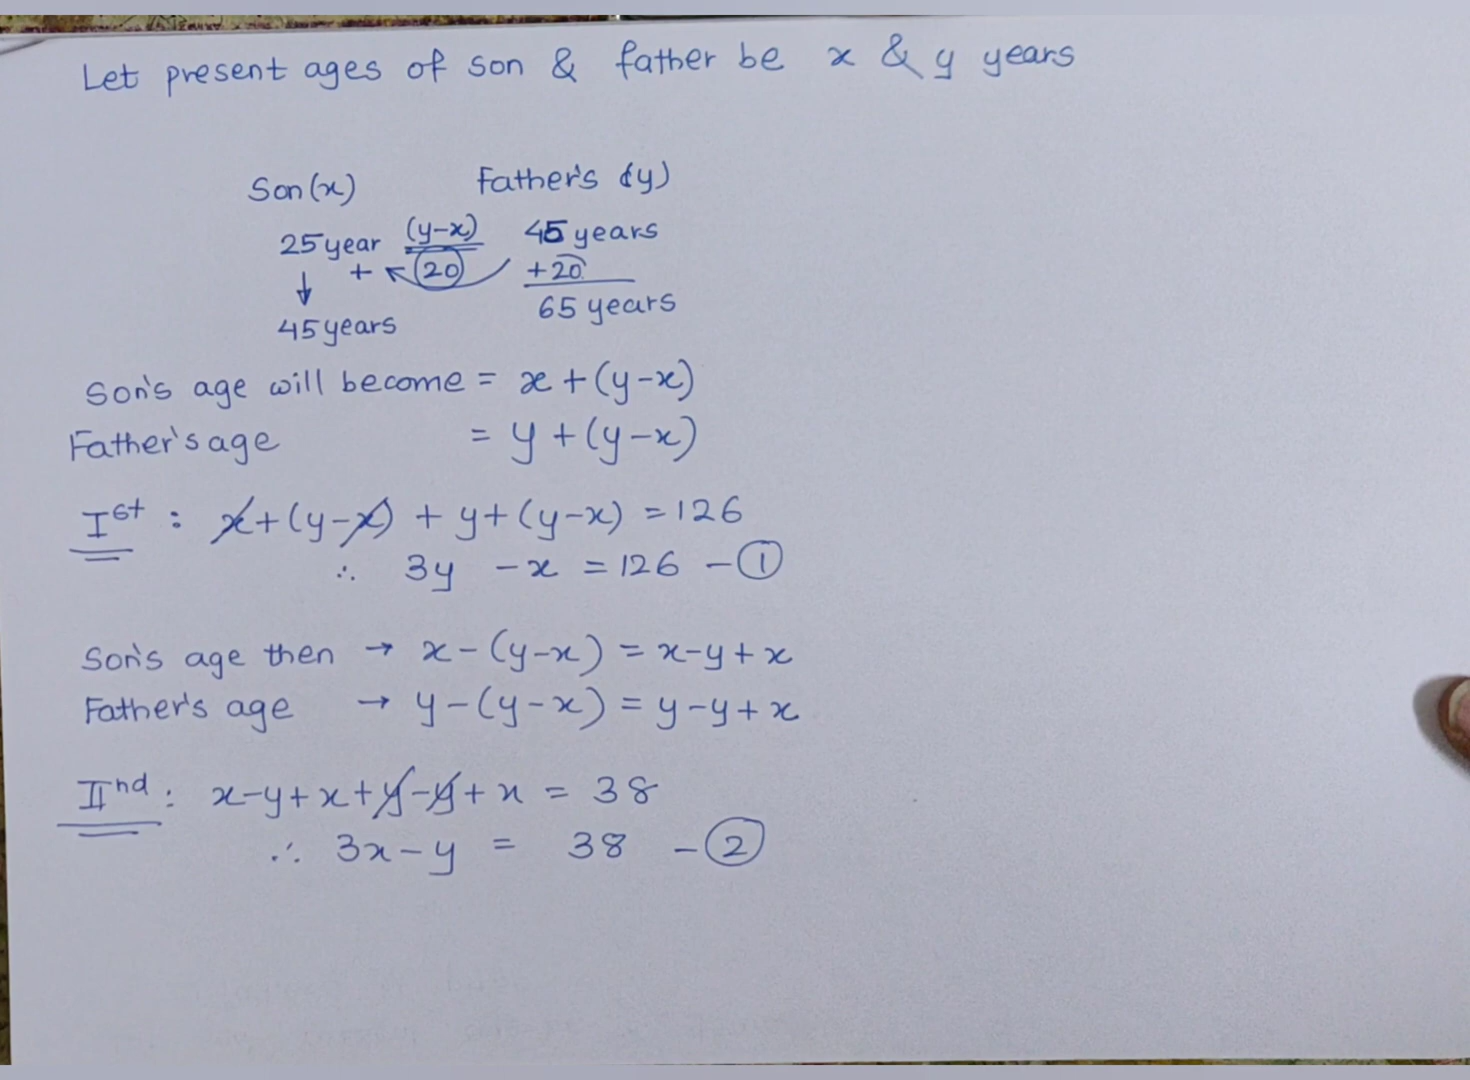 Let present ages of son & father be x & y years
Son (x) Father's (y)
25 year (y-x) 45 years
+ 20 +20
↓
45 years 65 years
Son's age will become = x + (y-x)
Father's age = y + (y-x)
Ist : x + (y-x) + y + (y-x) = 126
∴ 3y - x = 126 - ①
Son's age then → x - (y-x) = x-y+x
Father's age → y - (y-x) = y-y+x
IInd : x-y+x+y-y+x = 38
∴ 3x-y = 38 - ②